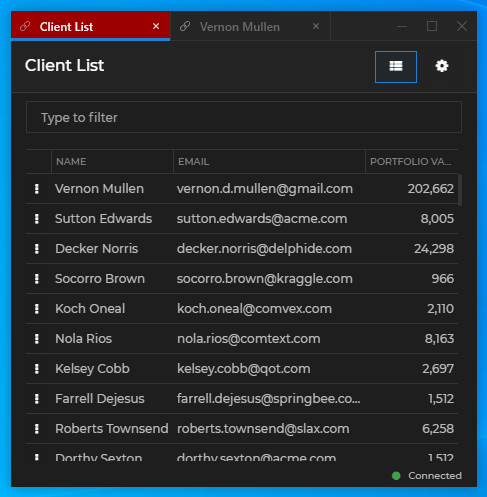 Client List
Vernon Mullen
Client List
Type to filter
NAME EMAIL PORTFOLIO VA...
Vernon Mullen vernon.d.mullen@gmail.com 202,662
Sutton Edwards sutton.edwards@acme.com 8,005
Decker Norris decker.norris@delphide.com 24,298
Socorro Brown socorro.brown@kraggle.com 966
Koch Oneal koch.oneal@comvex.com 2,110
Nola Rios nola.rios@comtext.com 8,163
Kelsey Cobb kelsey.cobb@qot.com 2,697
Farrell Dejesus farrell.dejesus@springbee.co... 1,512
Roberts Townsend roberts.townsend@slax.com 6,258
Dorthy Sexton dorthy.sexton@acme.com 1,512
Connected